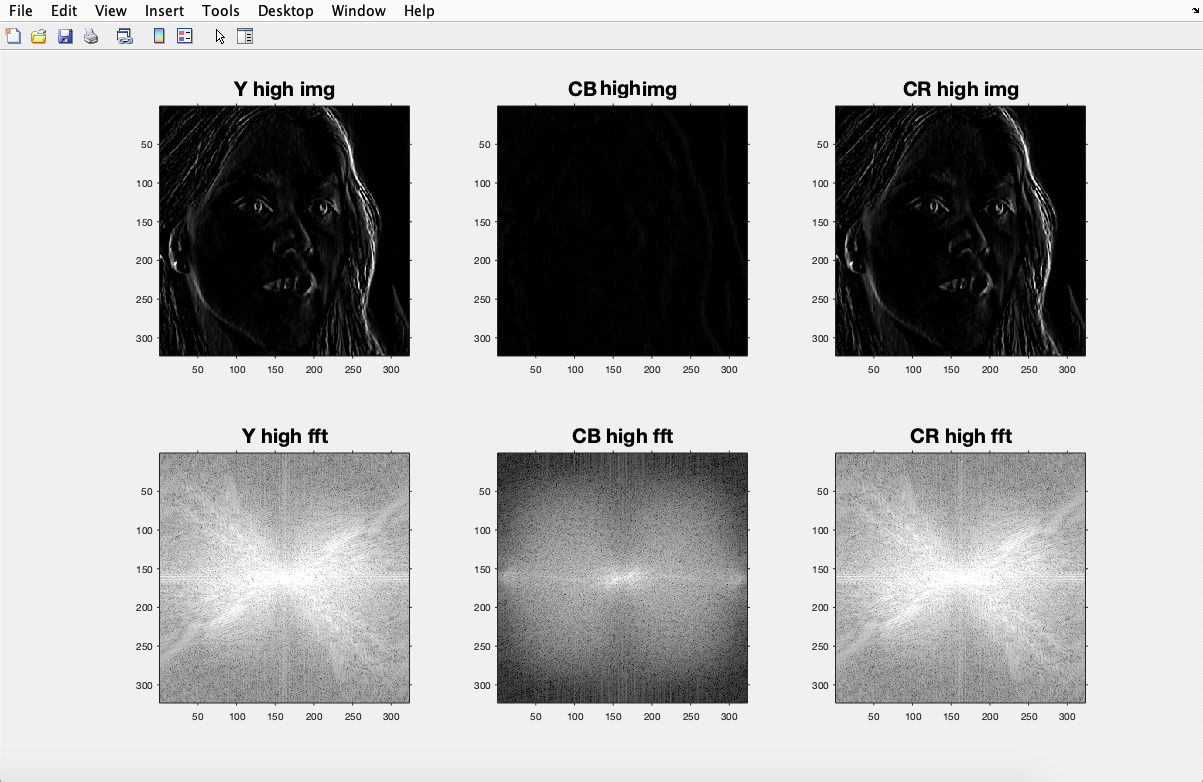 File Edit View Insert Tools Desktop Window Help
Y high img
CB high img
CR high img
50 50 50
100 100 100
150 150 150
200 200 200
250 250 250
300 300 300
50 100 150 200 250 300 50 100 150 200 250 300 50 100 150 200 250 300
Y high fft
CB high fft
CR high fft
50 50 50
100 100 100
150 150 150
200 200 200
250 250 250
300 300 300
50 100 150 200 250 300 50 100 150 200 250 300 50 100 150 200 250 300